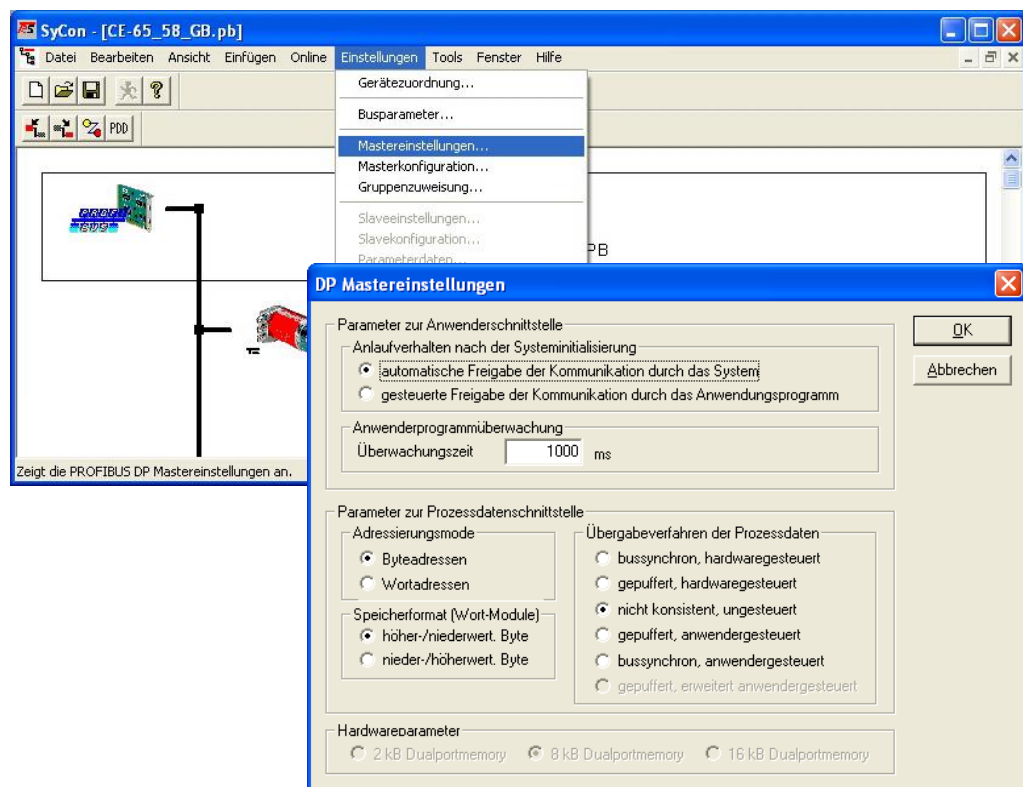 SyCon - [CE-65_58_GB.pb]
Datei Bearbeiten Ansicht Einfügen Online Einstellungen Tools Fenster Hilfe
Gerätezuordnung...
Busparameter...
PDD
Mastereinstellungen...
Masterkonfiguration...
Gruppenzuweisung...
Slaveeinstellungen...
Slavekonfiguration...
Parameterdaten...
PROFI
BUS
PB
Zeigt die PROFIBUS DP Mastereinstellungen an.
DP Mastereinstellungen
Parameter zur Anwenderschnittstelle
OK
Anlaufverhalten nach der Systeminitialisierung
automatische Freigabe der Kommunikation durch das System
Abbrechen
gesteuerte Freigabe der Kommunikation durch das Anwendungsprogramm
Anwenderprogrammüberwachung
Überwachungszeit 1000 ms
Parameter zur Prozessdatenschnittstelle
Adressierungsmode
Byteadressen
Wortadressen
Speicherformat (Wort-Module)
höher-/niederwert. Byte
nieder-/höherwert. Byte
Übergabeverfahren der Prozessdaten
bussynchron, hardwaregesteuert
gepuffert, hardwaregesteuert
nicht konsistent, ungesteuert
gepuffert, anwendergesteuert
bussynchron, anwendergesteuert
gepuffert, erweitert anwendergesteuert
Hardwareparameter
2 kB Dualportmemory 8 kB Dualportmemory 16 kB Dualportmemory